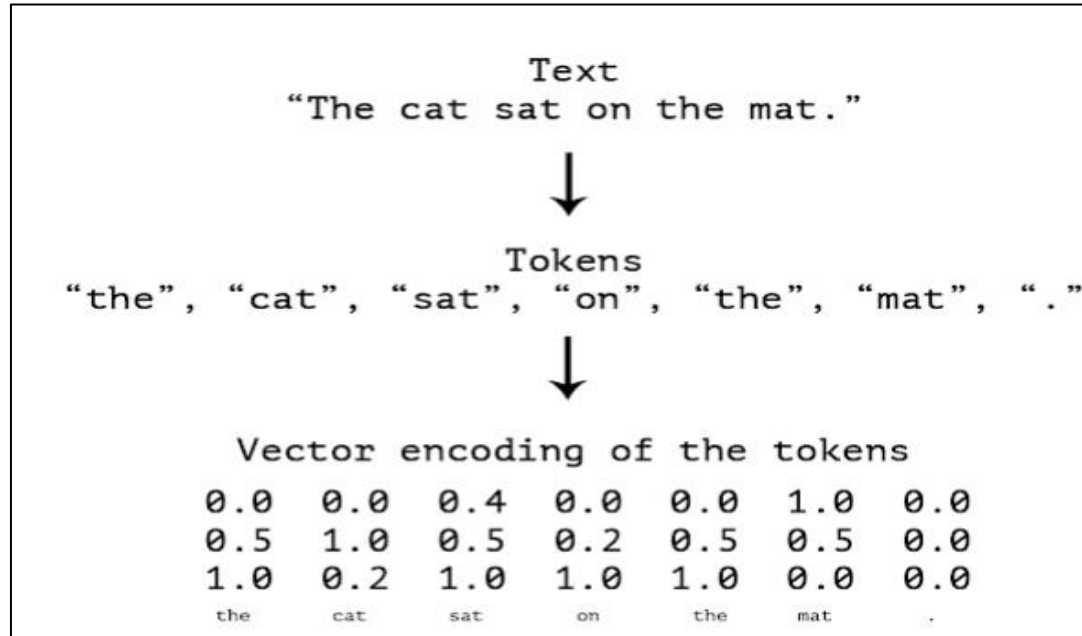 Text
“The cat sat on the mat.”
Tokens
“the”, “cat”, “sat”, “on”, “the”, “mat”, “.”
Vector encoding of the tokens
0.0 0.0 0.4 0.0 0.0 1.0 0.0
0.5 1.0 0.5 0.2 0.5 0.5 0.0
1.0 0.2 1.0 1.0 1.0 0.0 0.0
the cat sat on the mat .